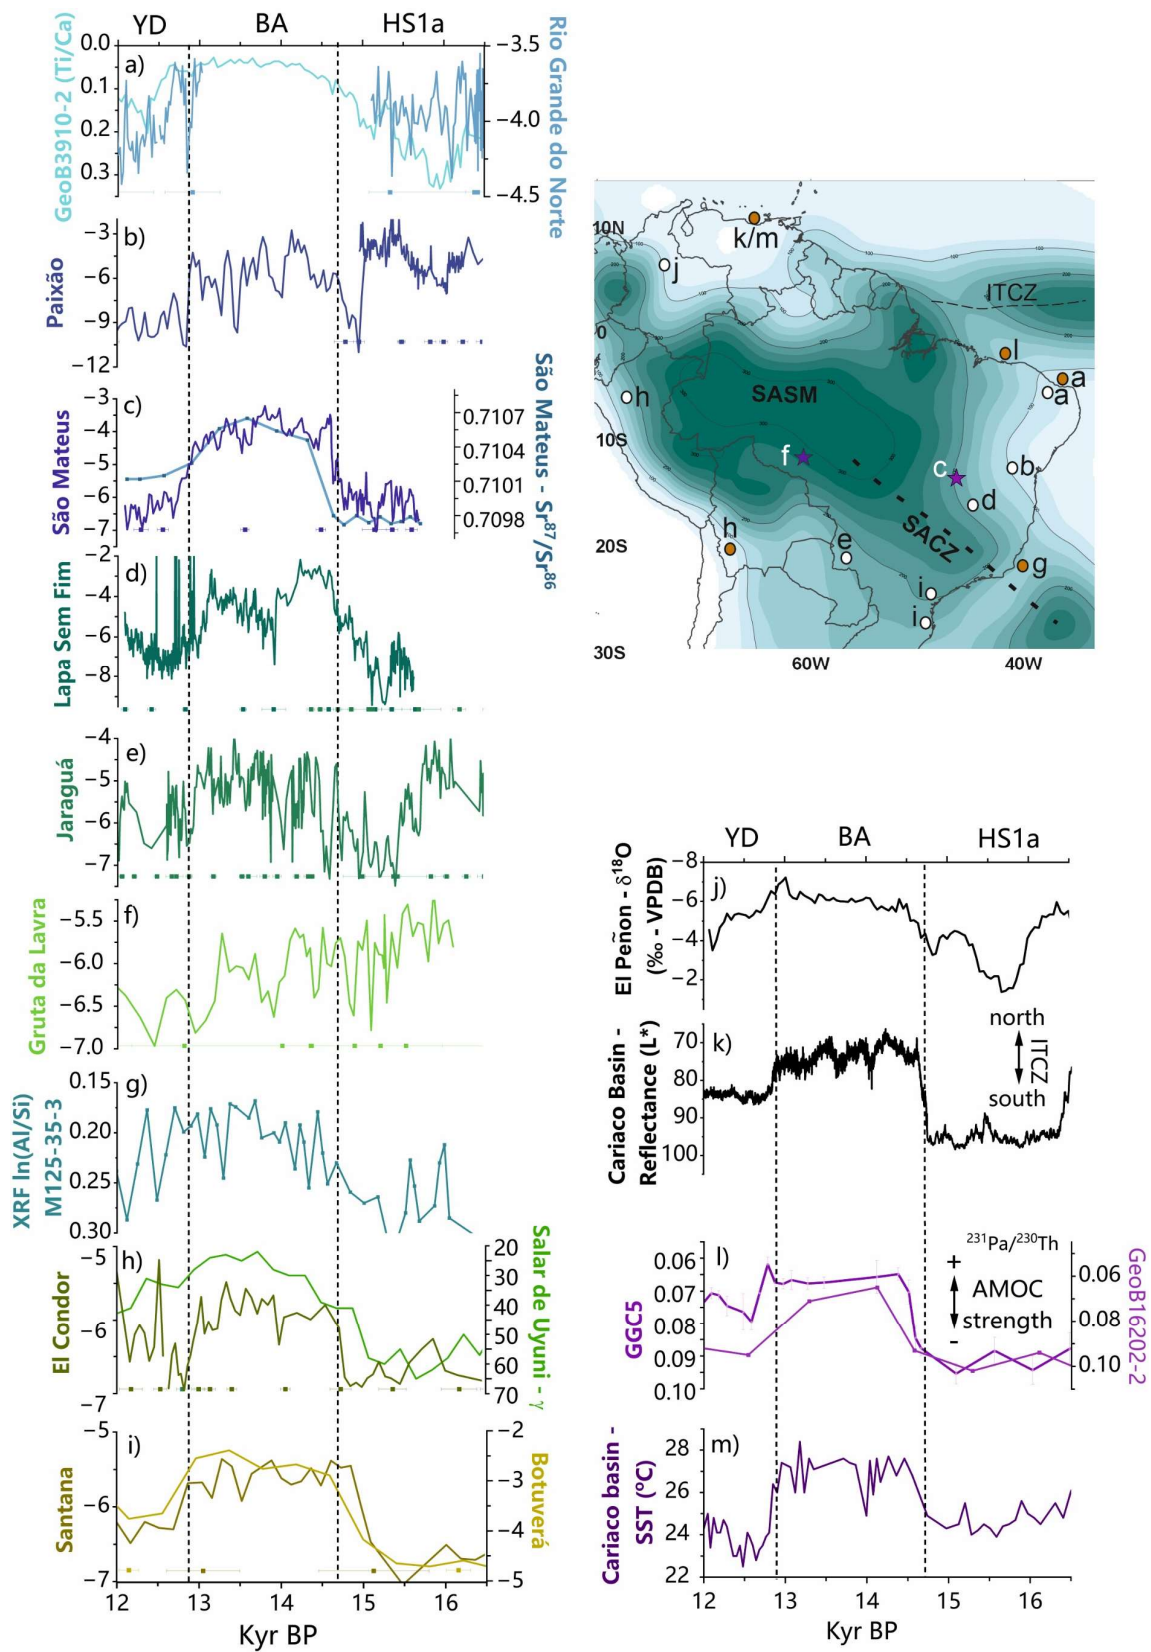 YD BA HS1a
a)
0.0
0.1
0.2
0.3
GeoB3910-2 (Ti/Ca)
−3.5
−4.0
−4.5
Rio Grande do Norte
b)
−3
−6
−9
−12
Paixão
c)
−3
−4
−5
−6
−7
São Mateus
0.7107
0.7104
0.7101
0.7098
São Mateus - Sr87/Sr86
d)
−2
−4
−6
−8
Lapa Sem Fim
e)
−4
−5
−6
−7
Jaraguá
f)
−5.5
−6.0
−6.5
−7.0
Gruta da Lavra
g)
0.15
0.20
0.25
0.30
XRF ln(Al/Si)
M125-35-3
h)
−5
−6
−7
El Condor
20
30
40
50
60
70
Salar de Uyuni - γ
i)
−5
−6
−7
Santana
−2
−3
−4
−5
Botuverá
12 13 14 15 16
Kyr BP
10N
0
10S
20S
30S
60W 40W
k/m
j
ITCZ
l
a
a
h
SASM
f
c
b
d
SACZ
h
e
g
i
i
YD BA HS1a
j)
−8
−6
−4
−2
El Peñon - δ18O
(‰ - VPDB)
k)
70
80
90
100
Cariaco Basin -
Reflectance (L*)
north
ITCZ
south
l)
0.06
0.07
0.08
0.09
0.10
GGC5
231Pa/230Th
+
AMOC
strength
-
0.06
0.08
0.10
GeoB16202-2
m)
28
26
24
22
Cariaco basin -
SST (ºC)
12 13 14 15 16
Kyr BP